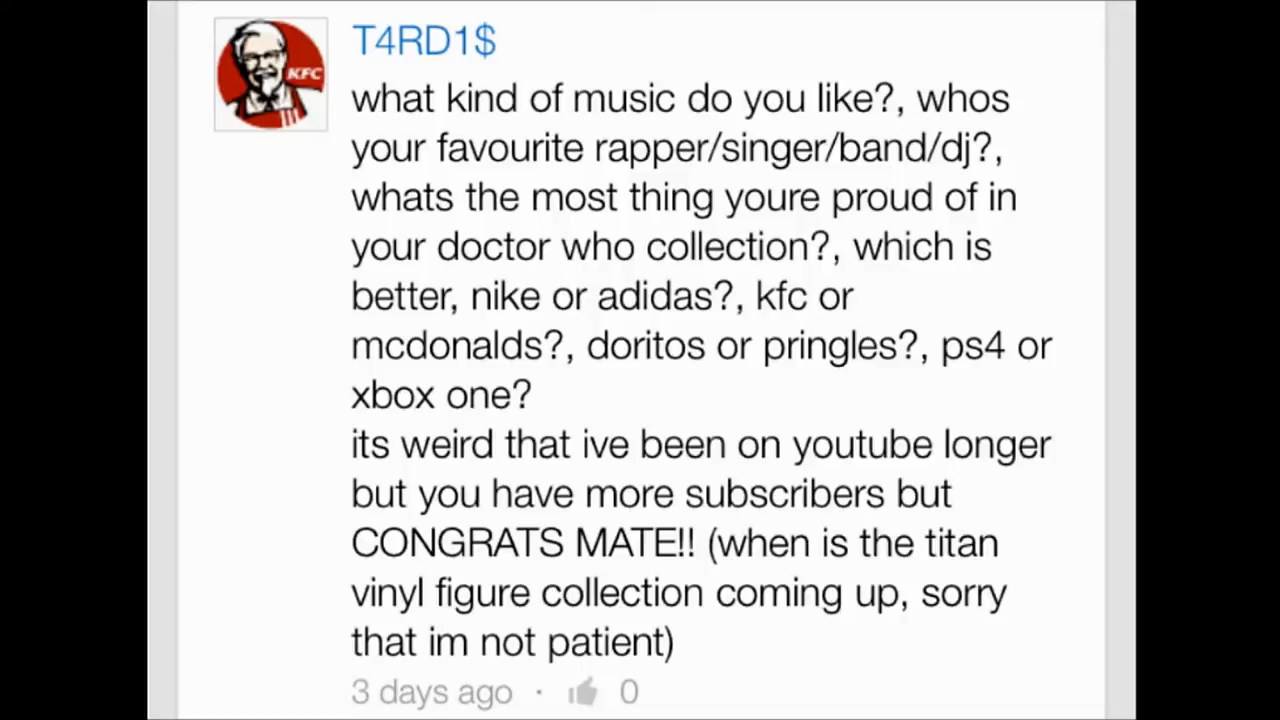 T4RD1$
KFC
what kind of music do you like?, whos
your favourite rapper/singer/band/dj?,
whats the most thing youre proud of in
your doctor who collection?, which is
better, nike or adidas?, kfc or
mcdonalds?, doritos or pringles?, ps4 or
xbox one?
its weird that ive been on youtube longer
but you have more subscribers but
CONGRATS MATE!! (when is the titan
vinyl figure collection coming up, sorry
that im not patient)
3 days ago · 0